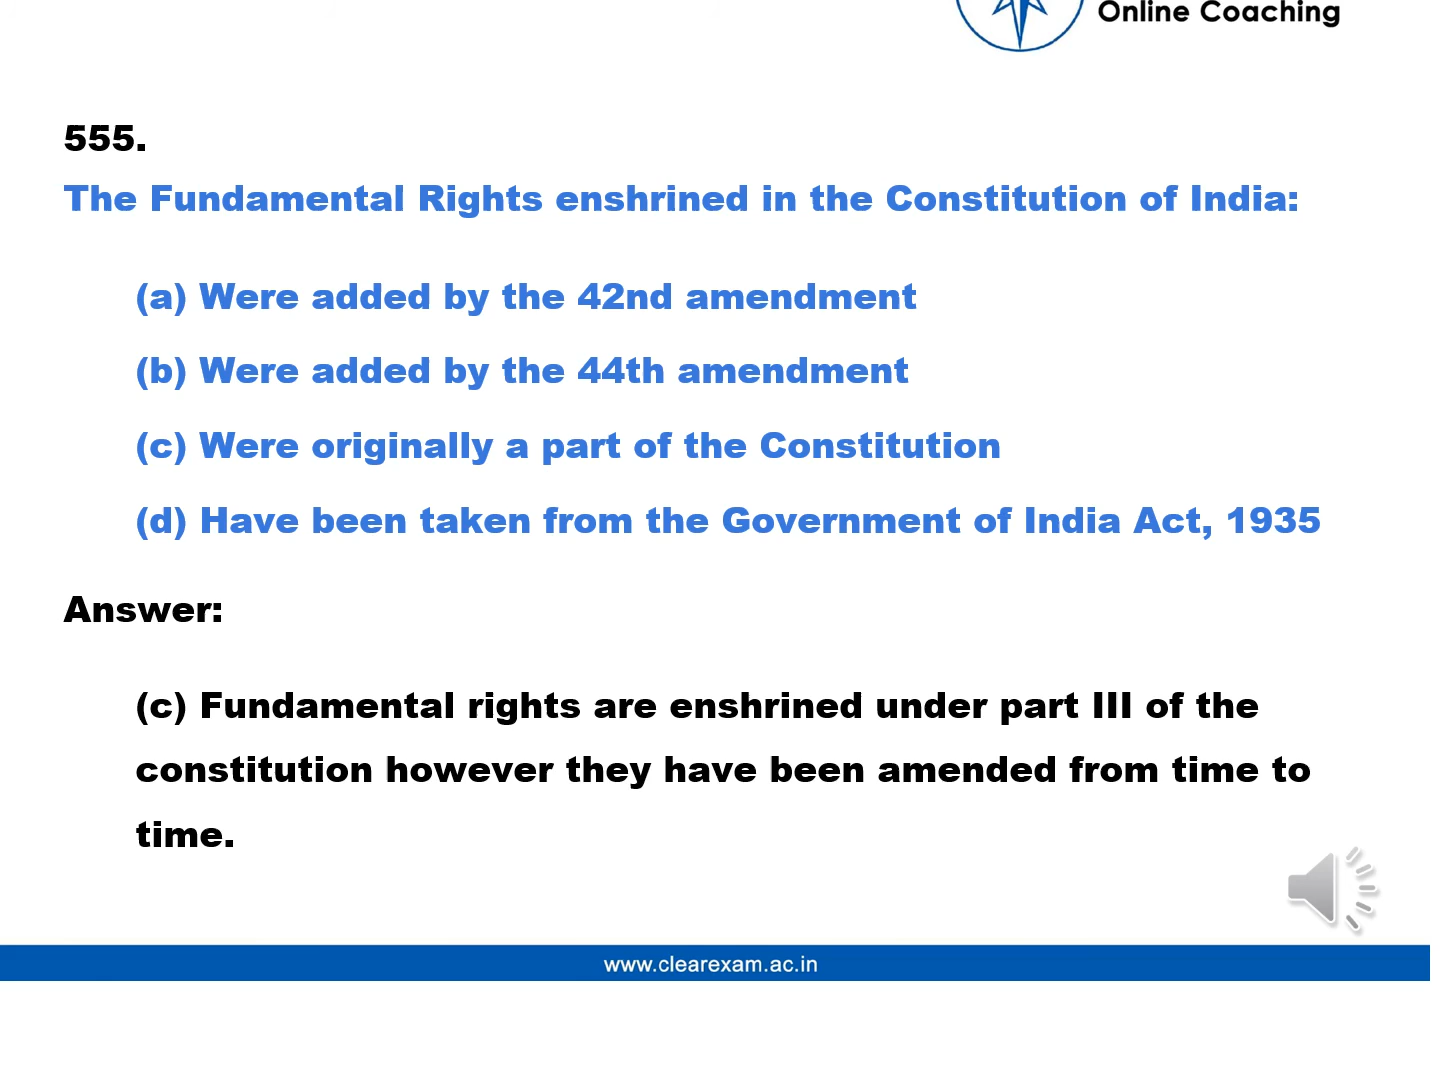 Online Coaching
555.
The Fundamental Rights enshrined in the Constitution of India:
(a) Were added by the 42nd amendment
(b) Were added by the 44th amendment
(c) Were originally a part of the Constitution
(d) Have been taken from the Government of India Act, 1935
Answer:
(c) Fundamental rights are enshrined under part III of the
constitution however they have been amended from time to
time.
www.clearexam.ac.in